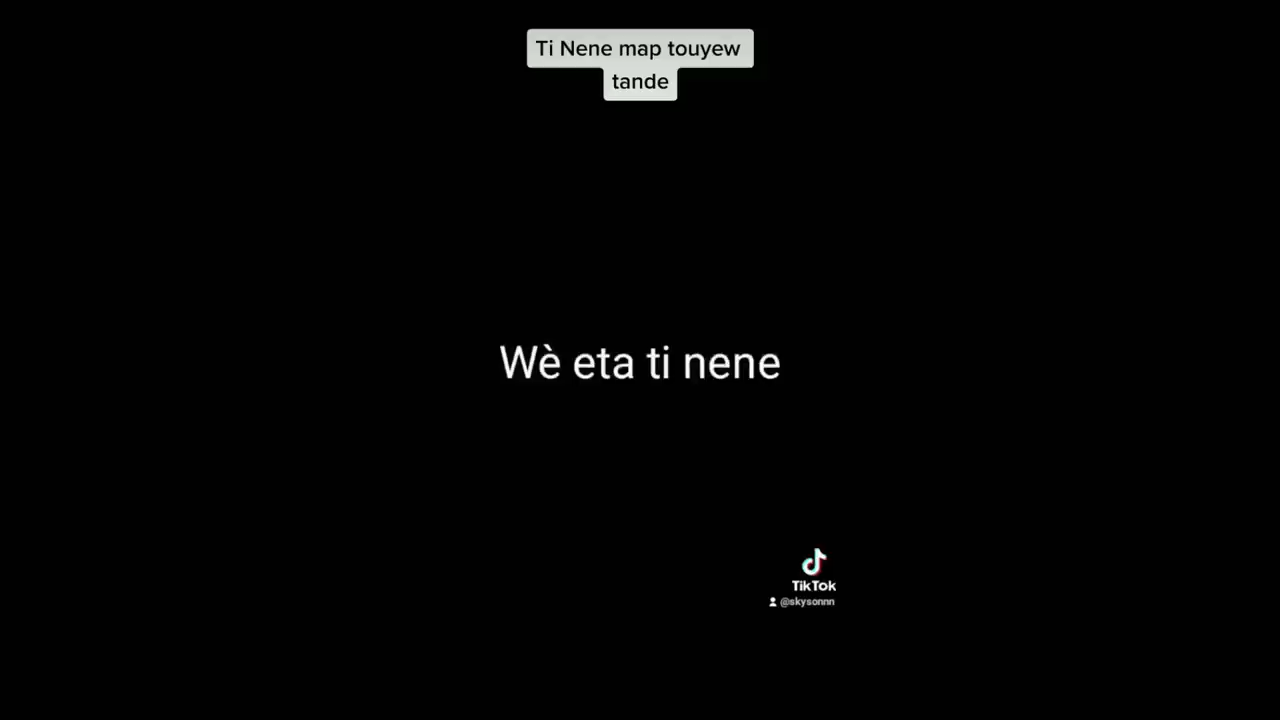 Ti Nene map touyew
tande
Wè eta ti nene
TikTok
@skysonnn